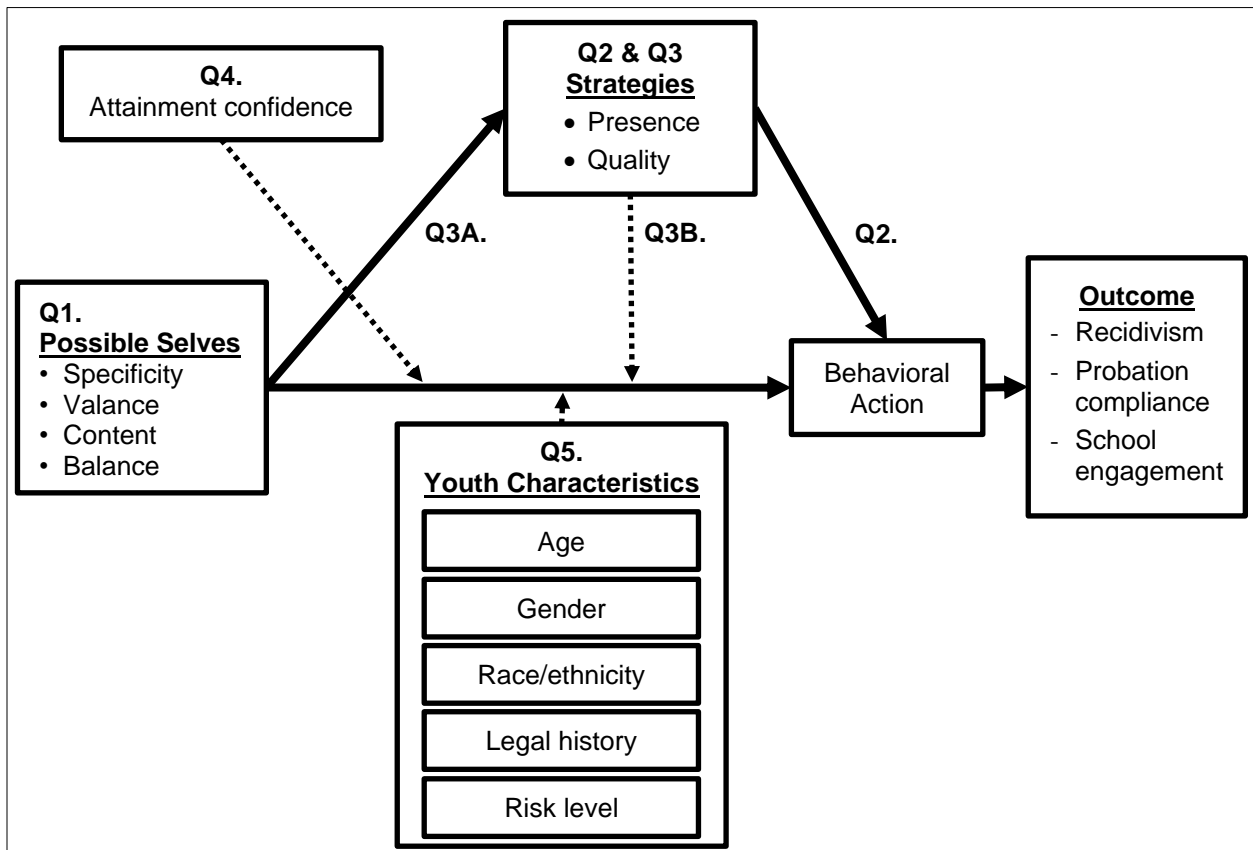 Q4.
Attainment confidence
Q2 & Q3
Strategies
• Presence
• Quality
Q3A.
Q3B.
Q2.
Q1.
Possible Selves
• Specificity
• Valance
• Content
• Balance
Behavioral
Action
Outcome
- Recidivism
- Probation
compliance
- School
engagement
Q5.
Youth Characteristics
Age
Gender
Race/ethnicity
Legal history
Risk level